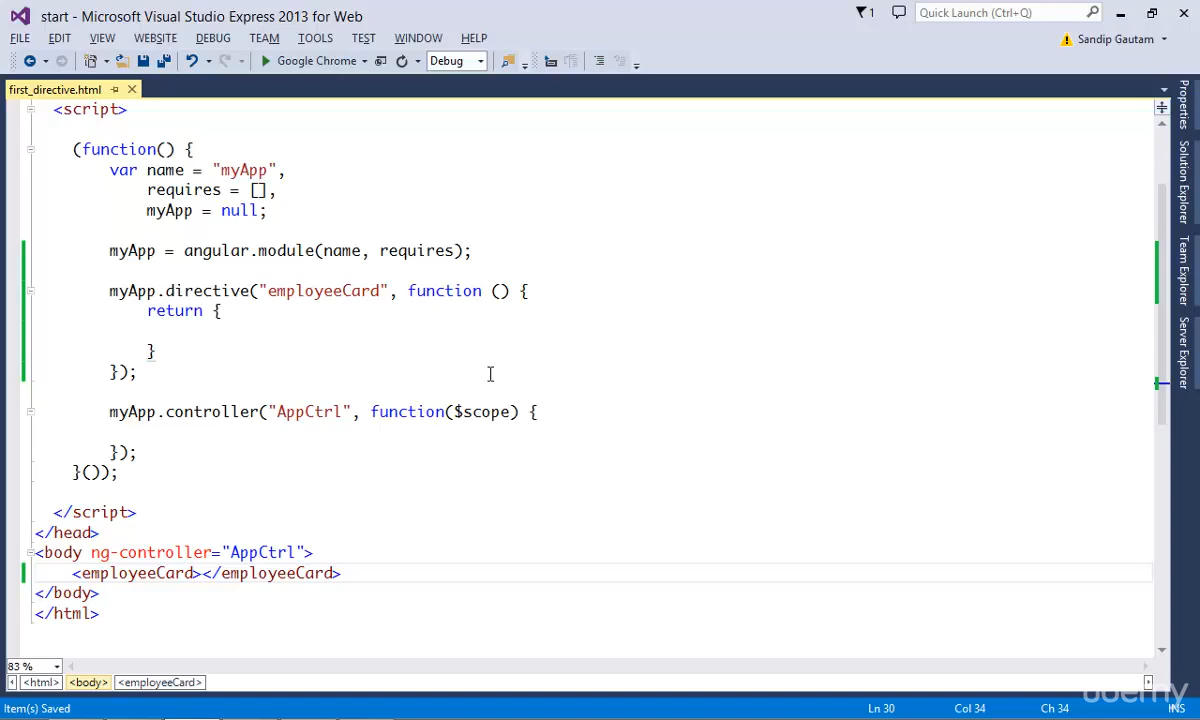 start - Microsoft Visual Studio Express 2013 for Web
1
Quick Launch (Ctrl+Q)
FILE EDIT VIEW WEBSITE DEBUG TEAM TOOLS TEST WINDOW HELP
Sandip Gautam
Google Chrome
Debug
first_directive.html
<script>
(function() {
var name = "myApp",
requires = [],
myApp = null;
myApp = angular.module(name, requires);
myApp.directive("employeeCard", function () {
return {
}
});
myApp.controller("AppCtrl", function($scope) {
});
}());
</script>
</head>
<body ng-controller="AppCtrl">
<employeeCard></employeeCard>
</body>
</html>
83 %
<html> <body> <employeeCard>
Item(s) Saved
Ln 30
Col 34
Ch 34
INS
Properties
Solution Explorer
Team Explorer
Server Explorer
udemy